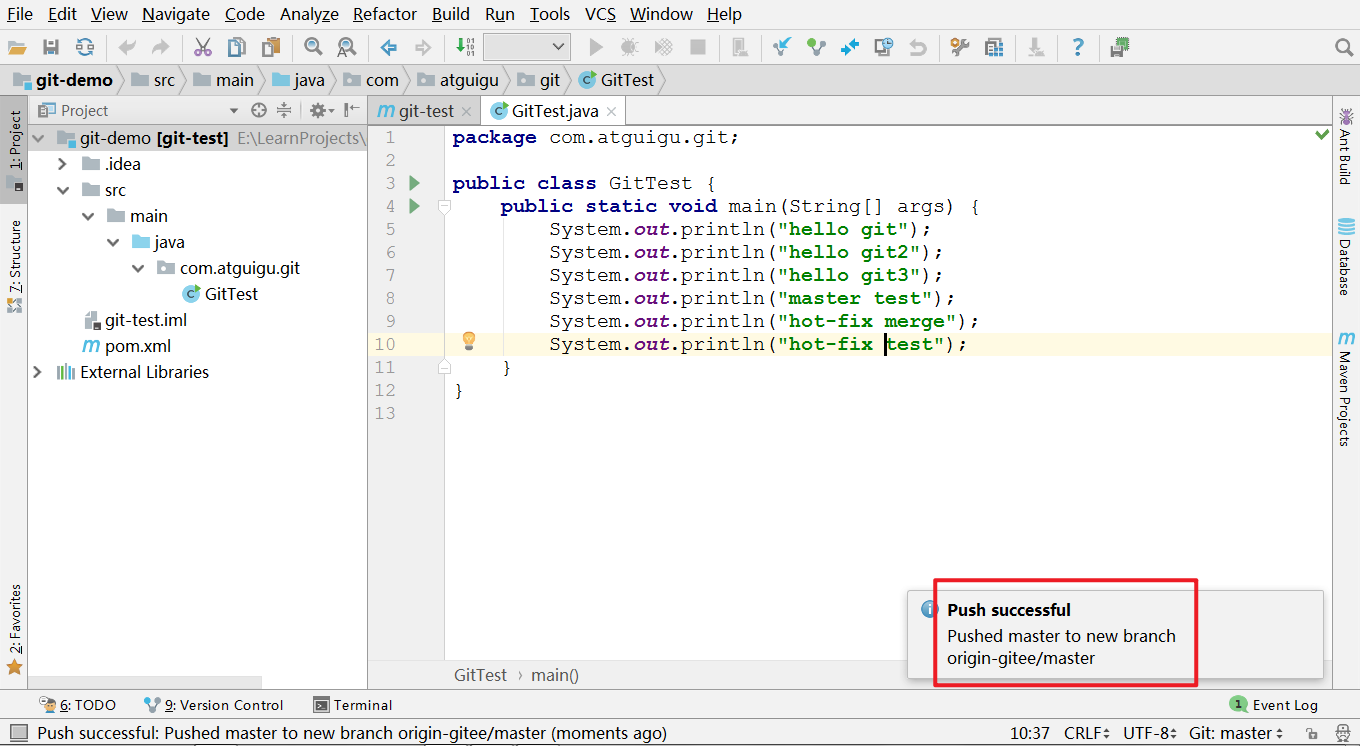 File Edit View Navigate Code Analyze Refactor Build Run Tools VCS Window Help
git-demo src main java com atguigu git GitTest
1: Project
Z: Structure
2: Favorites
Project
git-demo [git-test] E:\LearnProjects\
.idea
src
main
java
com.atguigu.git
GitTest
git-test.iml
pom.xml
External Libraries
git-test GitTest.java
1 package com.atguigu.git;
2
3 public class GitTest {
4 public static void main(String[] args) {
5 System.out.println("hello git");
6 System.out.println("hello git2");
7 System.out.println("hello git3");
8 System.out.println("master test");
9 System.out.println("hot-fix merge");
10 System.out.println("hot-fix test");
11 }
12 }
13
Ant Build
Database
Maven Projects
Push successful
Pushed master to new branch
origin-gitee/master
GitTest › main()
6: TODO 9: Version Control Terminal 1 Event Log
Push successful: Pushed master to new branch origin-gitee/master (moments ago) 10:37 CRLF UTF-8 Git: master